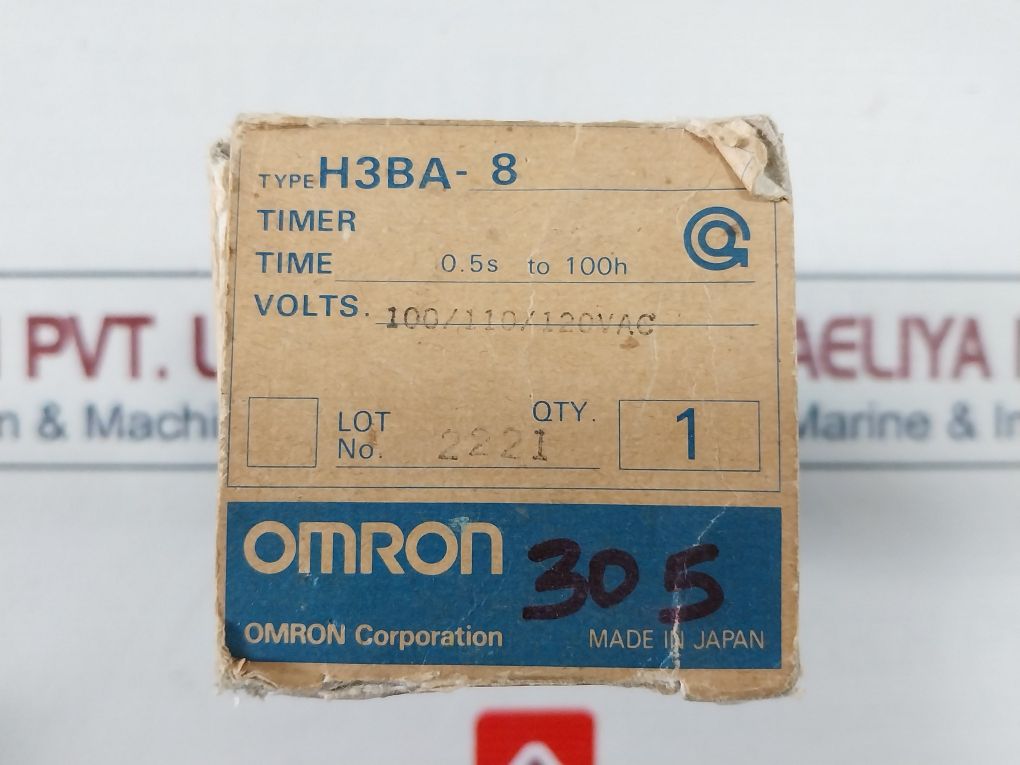 TYPE H3BA- 8
TIMER
TIME 0.5s to 100h
VOLTS. 100/110/120VAC
LOT No. 2221 QTY. 1
OMRON
30 5
OMRON Corporation MADE IN JAPAN
PVT.
AELIYA
& Machi
Marine & In